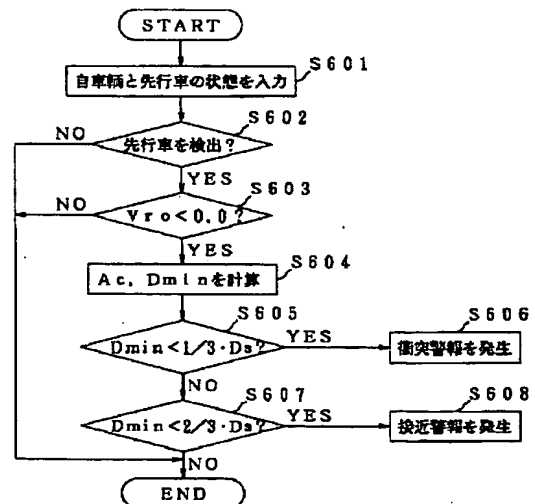 START
S601
自車輌と先行車の状態を入力
S602
NO
先行車を検出？
YES
S603
NO
Vro<0.0？
YES
S604
Ac, Dminを計算
S605
Dmin<1/3·Ds?
YES
S606
衝突警報を発生
NO
S607
Dmin<2/3·Ds?
YES
S608
接近警報を発生
NO
END